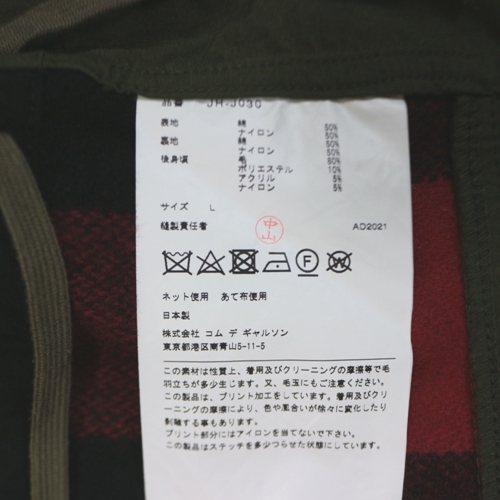 品番 JH-J030
表地 綿 50%
ナイロン 50%
裏地 綿 50%
ナイロン 50%
後身頃 毛 80%
ポリエステル 10%
アクリル 5%
ナイロン 5%
サイズ L
縫製責任者 中山 AD2021
ネット使用 あて布使用
日本製
株式会社 コム デ ギャルソン
東京都港区南青山5-11-5
この素材は性質上、着用及びクリーニングの摩擦等で毛
羽立ちが多少生じます。又、毛玉にもご注意ください。
この製品は、プリント加工をしています。着用及びクリ
ーニングの摩擦により、色や風合いが徐々に変化したり
剥離する事もあります。
プリント部分にはアイロンを当てないで下さい。
この製品はステッチを多少つらせた状態にしています。